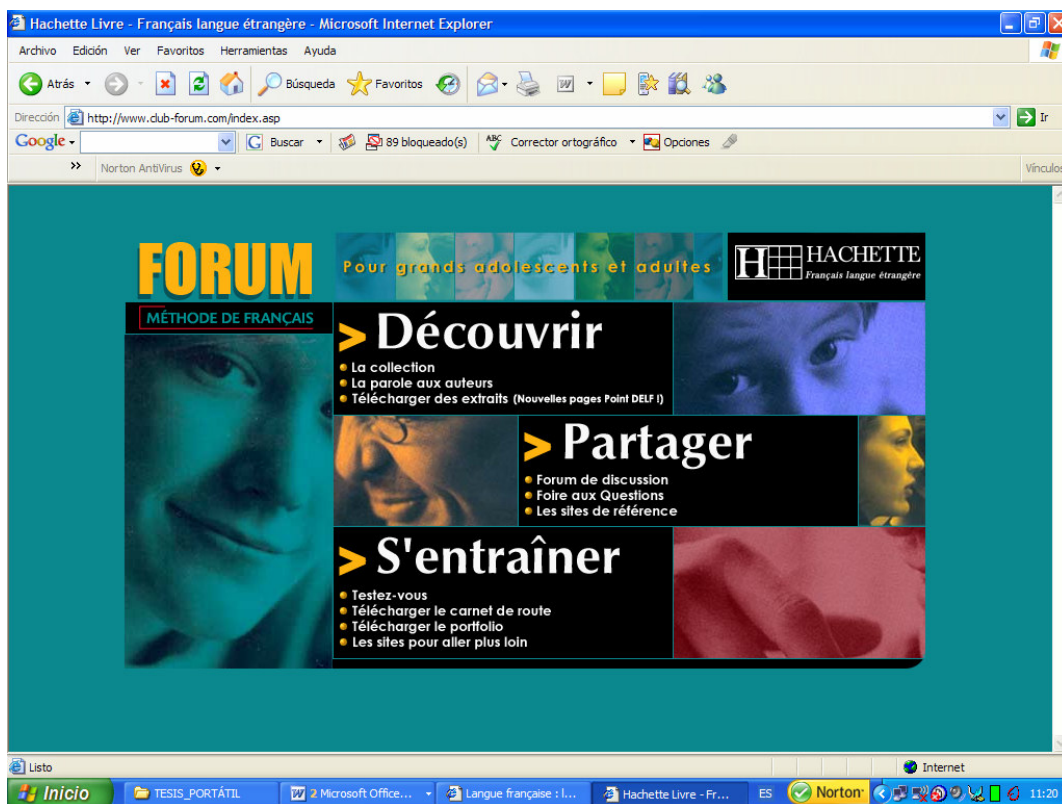 Hachette Livre - Français langue étrangère - Microsoft Internet Explorer
Archivo Edición Ver Favoritos Herramientas Ayuda
Atrás Búsqueda Favoritos
Dirección http://www.club-forum.com/index.asp Ir
Google G Buscar 89 bloqueado(s) ABC Corrector ortográfico Opciones
» Norton AntiVirus Vínculos
FORUM
MÉTHODE DE FRANÇAIS
Pour grands adolescents et adultes
H HACHETTE
Français langue étrangère
> Découvrir
La collection
La parole aux auteurs
Télécharger des extraits (Nouvelles pages Point DELF !)
> Partager
Forum de discussion
Foire aux Questions
Les sites de référence
> S'entraîner
Testez-vous
Télécharger le carnet de route
Télécharger le portfolio
Les sites pour aller plus loin
Listo Internet
Inicio TESIS_PORTÁTIL 2 Microsoft Office... Langue française : l... Hachette Livre - Fr... ES Norton 11:20